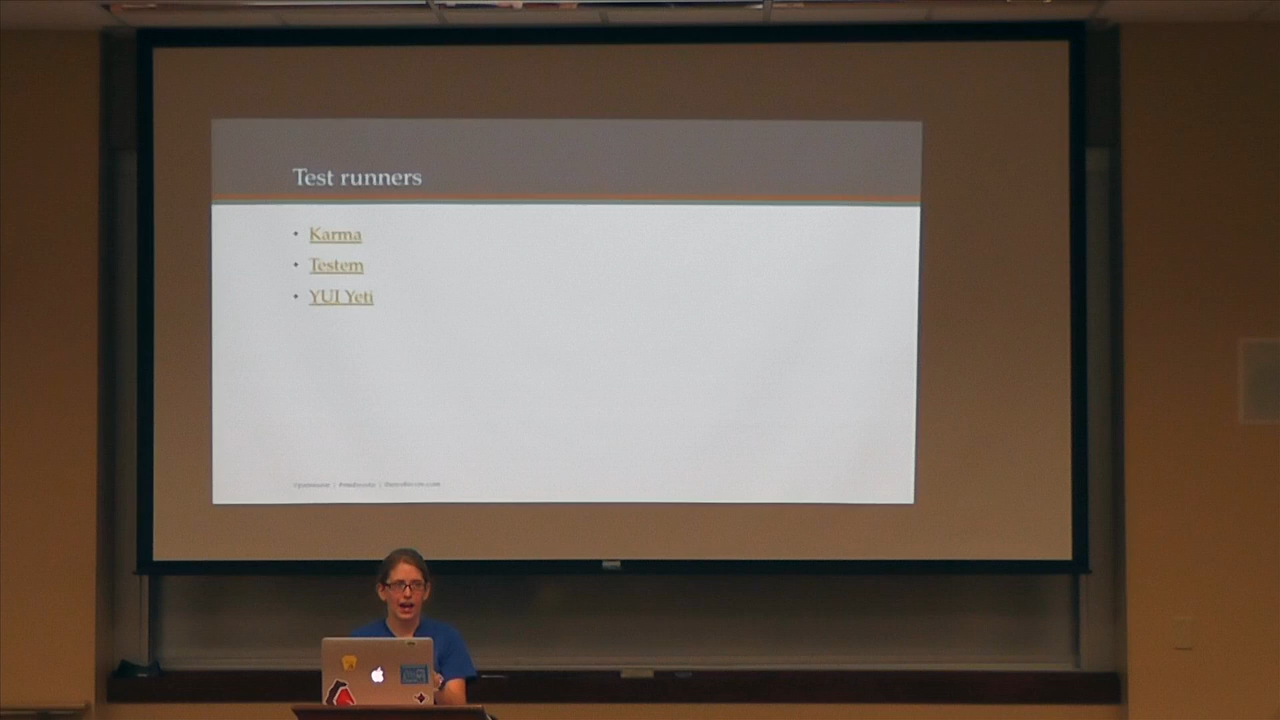 Test runners
• Karma
• Testem
• YUI Yeti